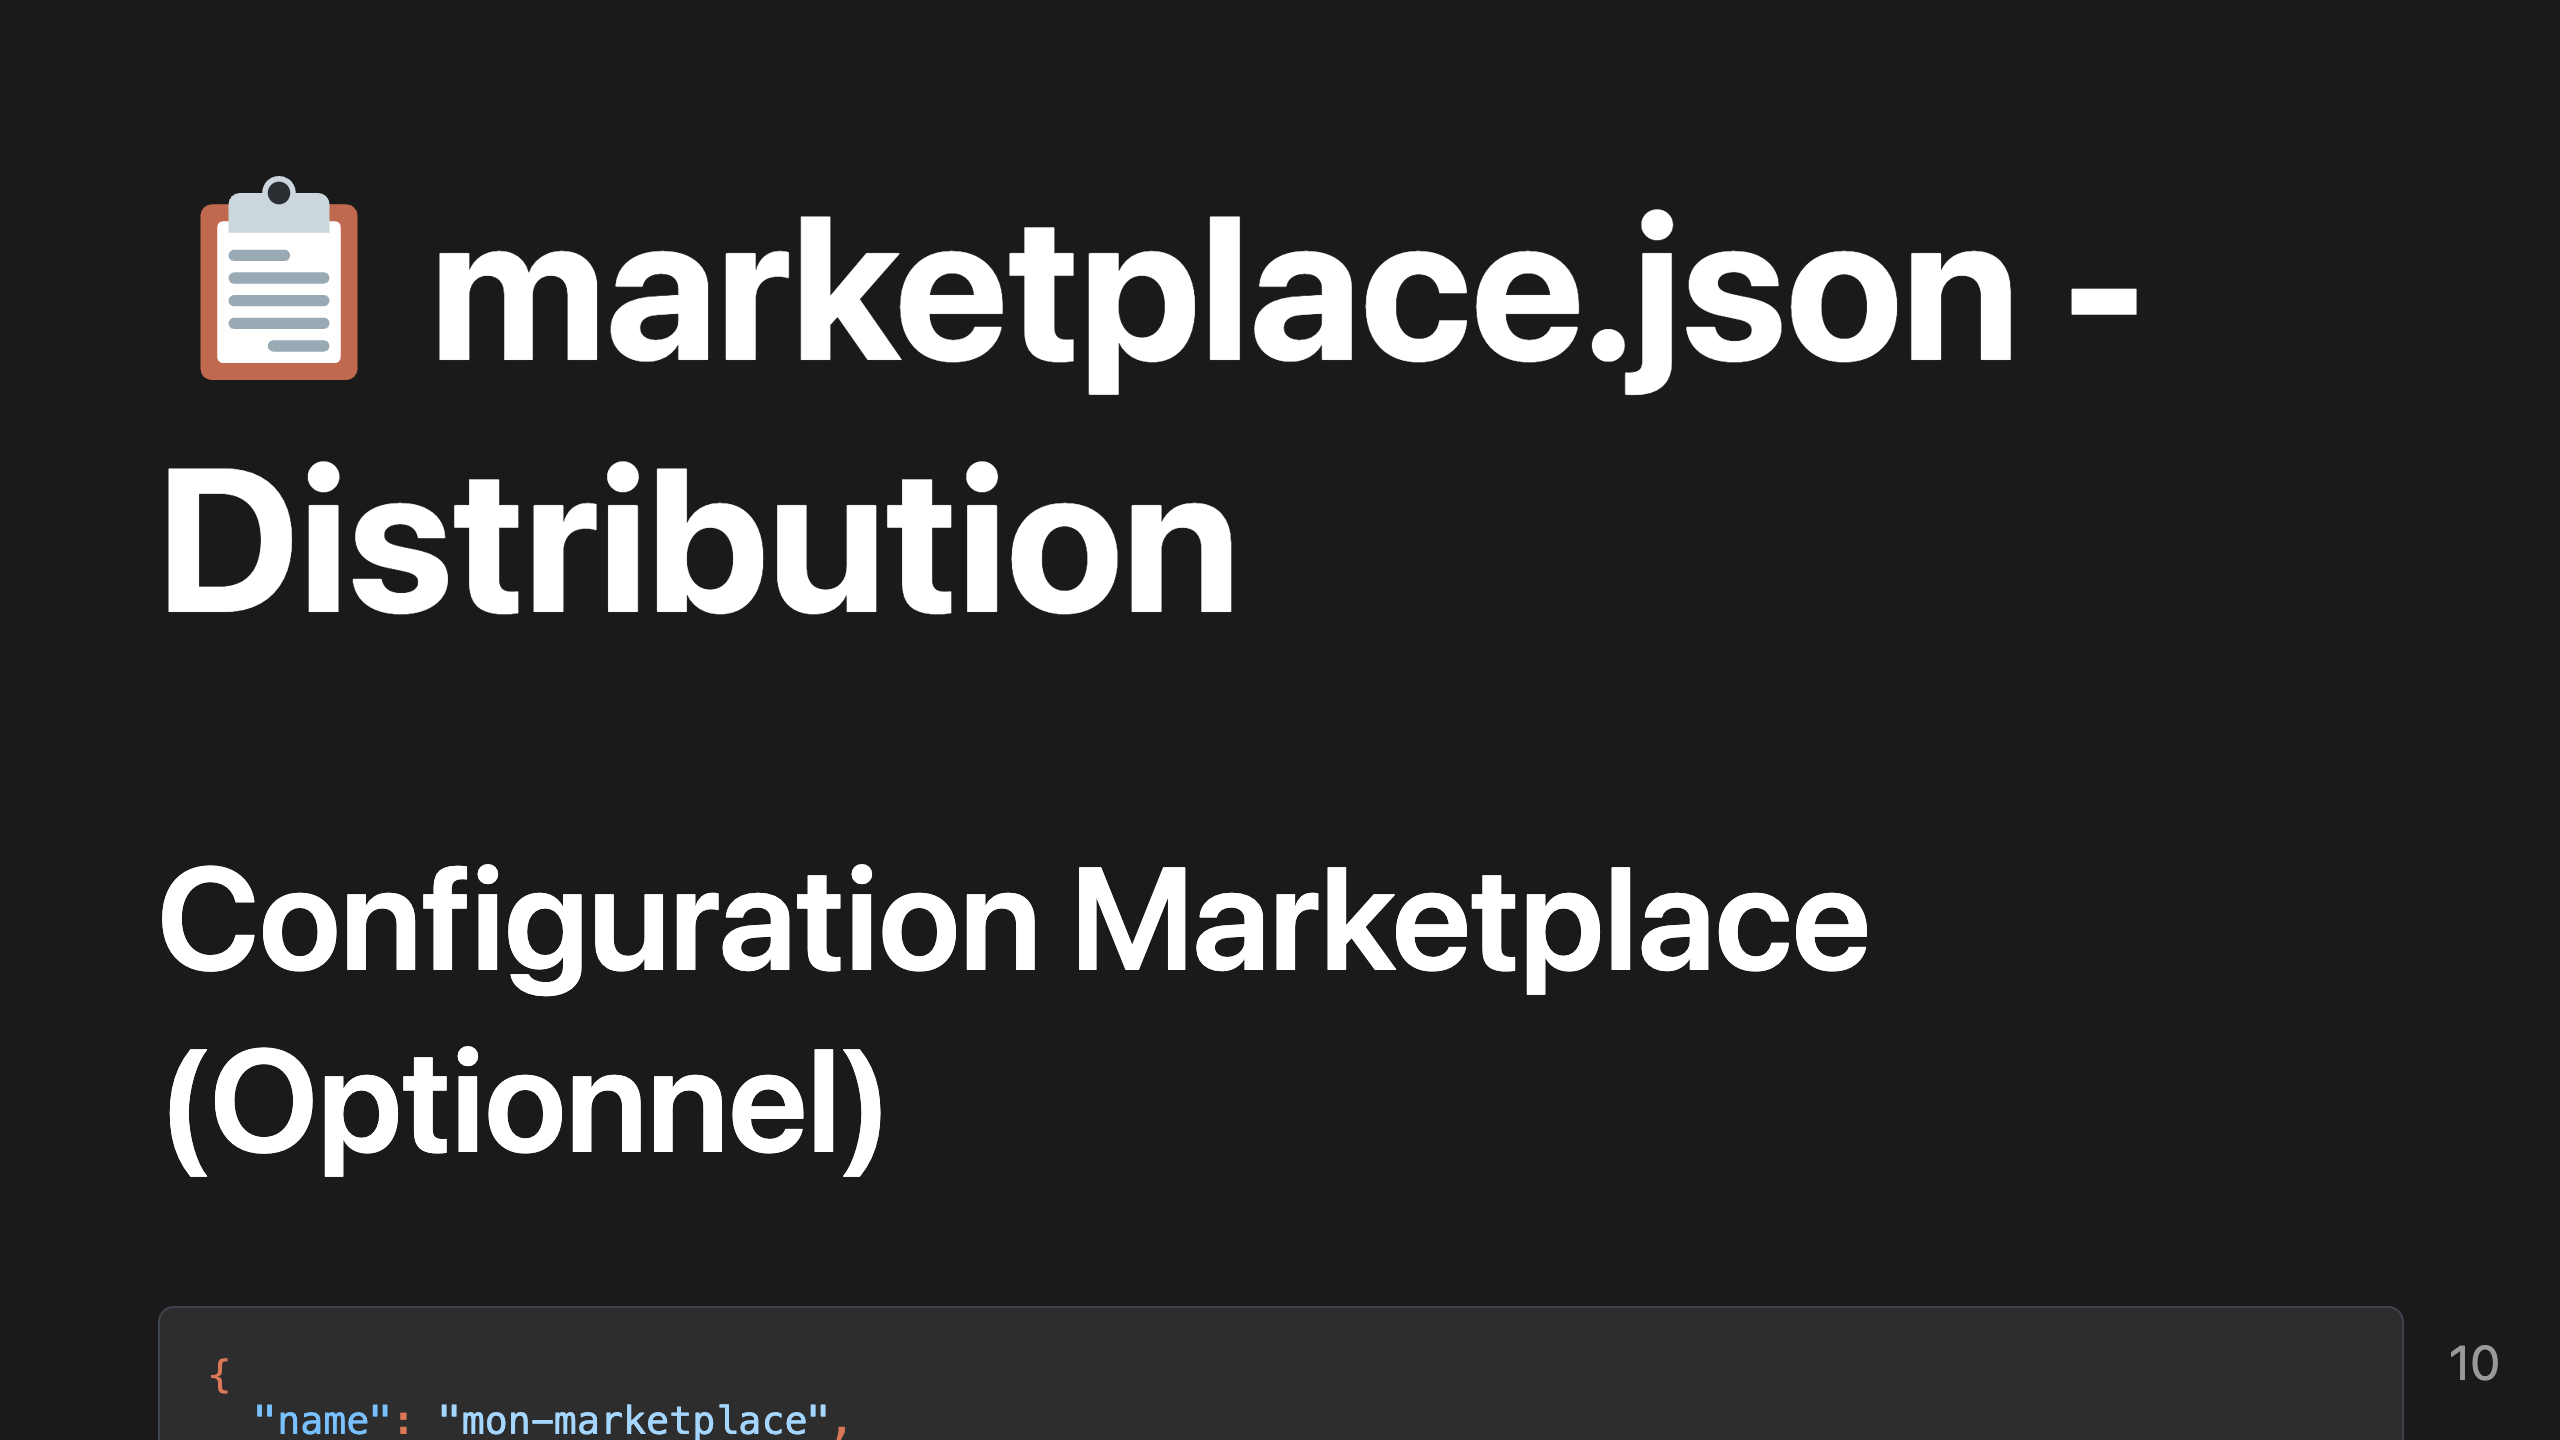 📋 marketplace.json -
Distribution
Configuration Marketplace
(Optionnel)
{
"name": "mon-marketplace",
10